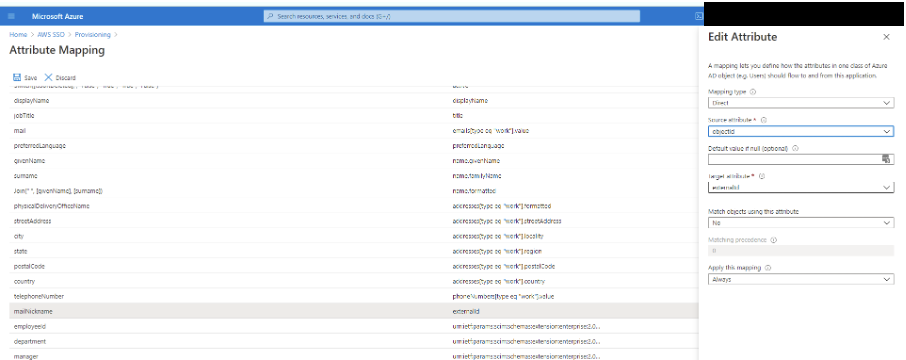 Microsoft Azure
Search resources, services, and docs (G+/)
Home > AWS SSO > Provisioning >
Attribute Mapping
Save
Discard
displayName
displayName
jobTitle
title
mail
emails[type eq "work"].value
preferredLanguage
preferredLanguage
givenName
name.givenName
surname
name.familyName
Join(" ", [givenName], [surname])
name.formatted
physicalDeliveryOfficeName
addresses[type eq "work"].formatted
streetAddress
addresses[type eq "work"].streetAddress
city
addresses[type eq "work"].locality
state
addresses[type eq "work"].region
postalCode
addresses[type eq "work"].postalCode
country
addresses[type eq "work"].country
telephoneNumber
phoneNumbers[type eq "work"].value
mailNickname
externalId
employeeId
urn:ietf:params:scim:schemas:extension:enterprise:2.0...
department
urn:ietf:params:scim:schemas:extension:enterprise:2.0...
manager
urn:ietf:params:scim:schemas:extension:enterprise:2.0...
Edit Attribute
A mapping lets you define how the attributes in one class of Azure
AD object (e.g. Users) should flow to and from this application.
Mapping type
Direct
Source attribute *
objectId
Default value if null (optional)
Target attribute *
externalId
Match objects using this attribute
No
Matching precedence
0
Apply this mapping
Always